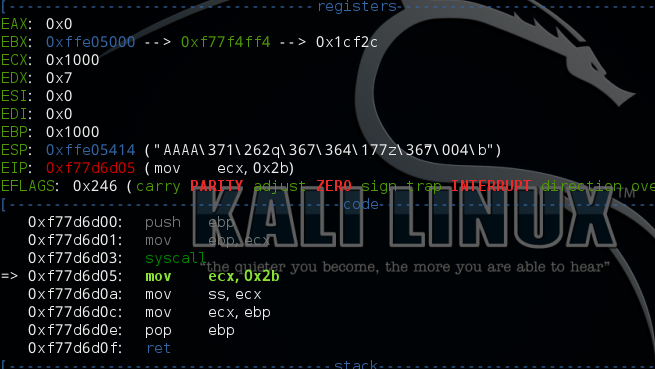 [----------------------------------registers-----------------------------------
EAX: 0x0
EBX: 0xffe05000 --> 0xf77f4ff4 --> 0x1cf2c
ECX: 0x1000
EDX: 0x7
ESI: 0x0
EDI: 0x0
EBP: 0x1000
ESP: 0xffe05414 ("AAAA\371\262q\367\364\177z\367\004\b")
EIP: 0xf77d6d05 (mov    ecx,0x2b)
EFLAGS: 0x246 (carry PARITY adjust ZERO sign trap INTERRUPT direction ove
[-------------------------------------code-------------------------------------
0xf77d6d00: push   ebp
0xf77d6d01: mov    ebp,ecx
0xf77d6d03: syscall
=> 0xf77d6d05: mov    ecx,0x2b
0xf77d6d0a: mov    ss,ecx
0xf77d6d0c: mov    ecx,ebp
0xf77d6d0e: pop    ebp
0xf77d6d0f: ret
[------------------------------------stack-------------------------------------
KALI LINUX™
"the quieter you become, the more you are able to hear"